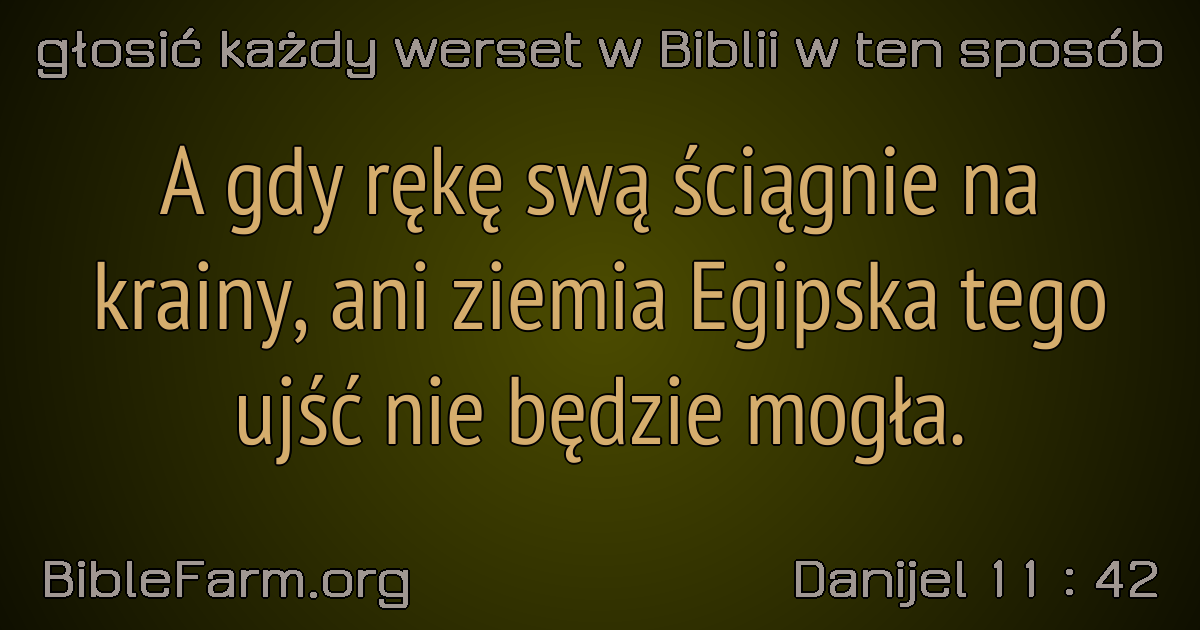 głosić każdy werset w Biblii w ten sposób
A gdy rękę swą ściągnie na
krainy, ani ziemia Egipska tego
ujść nie będzie mogła.
BibleFarm.org
Danijel 11 : 42